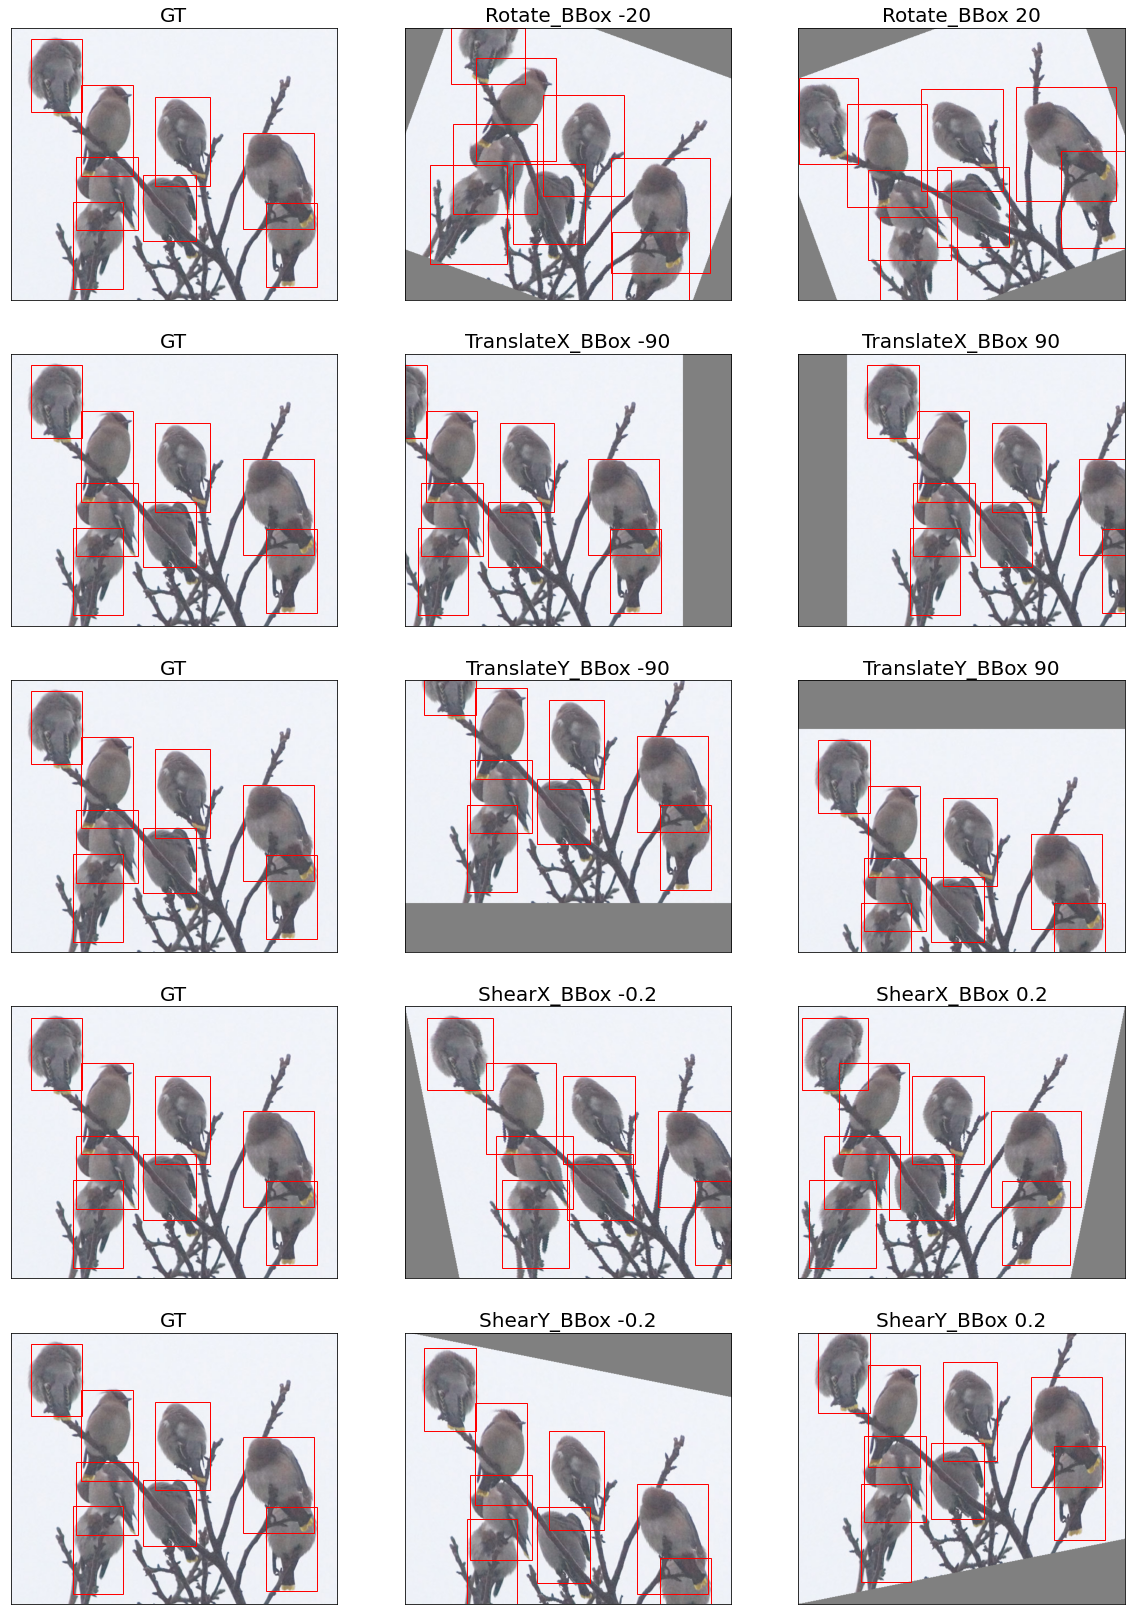 GT
Rotate_BBox -20
Rotate_BBox 20
GT
TranslateX_BBox -90
TranslateX_BBox 90
GT
TranslateY_BBox -90
TranslateY_BBox 90
GT
ShearX_BBox -0.2
ShearX_BBox 0.2
GT
ShearY_BBox -0.2
ShearY_BBox 0.2